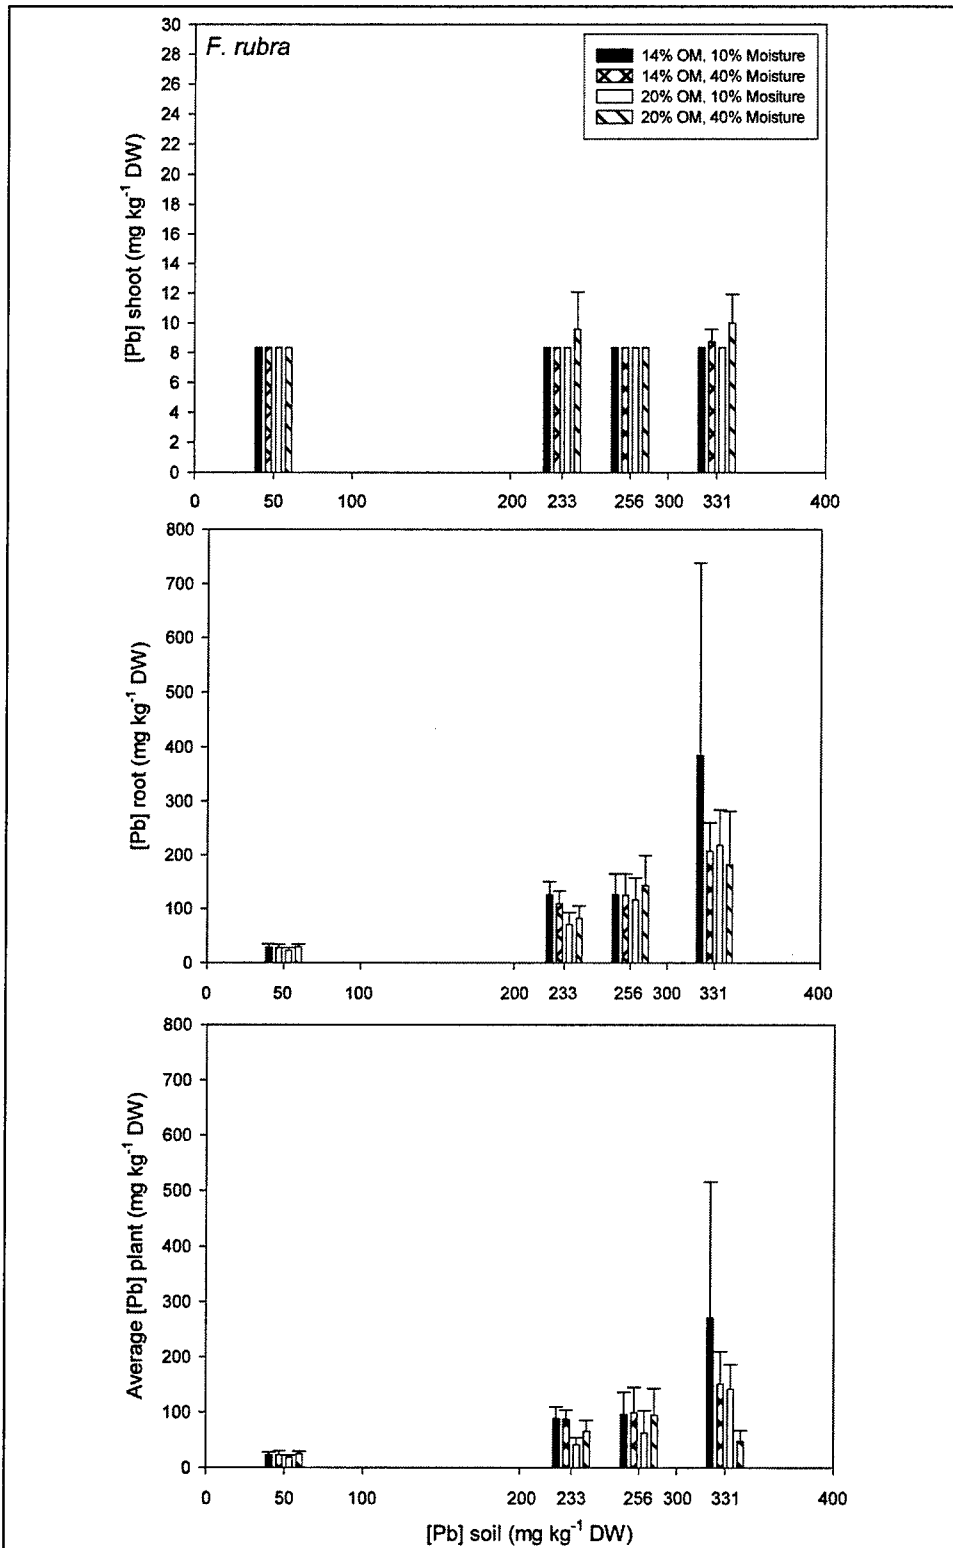 F. rubra
14% OM, 10% Moisture
14% OM, 40% Moisture
20% OM, 10% Mositure
20% OM, 40% Moisture
[Pb] shoot (mg kg⁻¹ DW)
30
28
26
24
22
20
18
16
14
12
10
8
6
4
2
0
0 50 100 200 233 256 300 331 400
[Pb] root (mg kg⁻¹ DW)
800
700
600
500
400
300
200
100
0
0 50 100 200 233 256 300 331 400
Average [Pb] plant (mg kg⁻¹ DW)
800
700
600
500
400
300
200
100
0
0 50 100 200 233 256 300 331 400
[Pb] soil (mg kg⁻¹ DW)